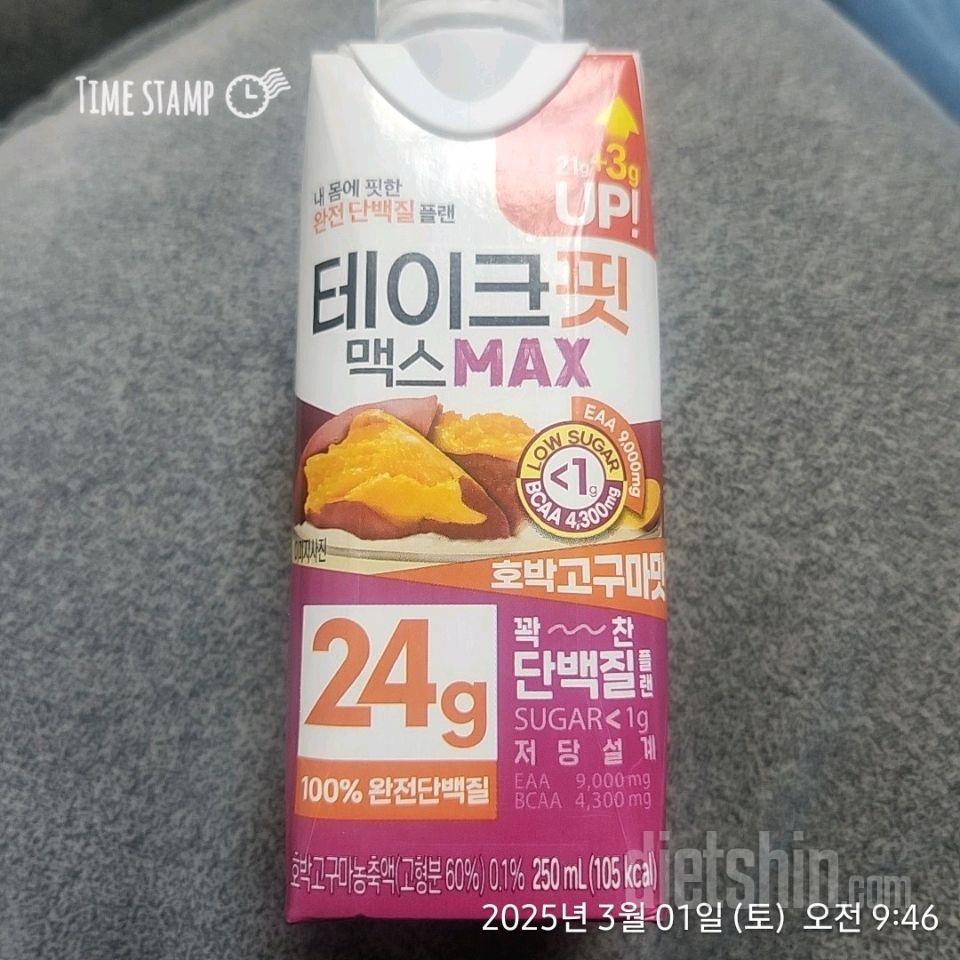 TIME STAMP
21g+3g
UP!
내 몸에 핏한
완전 단백질 플랜
테이크핏
맥스MAX
EAA 9,000mg
LOW SUGAR
<1g
BCAA 4,300mg
이미지사진
호박고구마맛
24g
100% 완전단백질
꽉~~찬
단백질플랜
SUGAR<1g
저당설계
EAA 9,000mg
BCAA 4,300mg
호박고구마농축액(고형분 60%) 0.1% 250 mL (105 kcal)
dietshin.com
2025년 3월 01일 (토) 오전 9:46